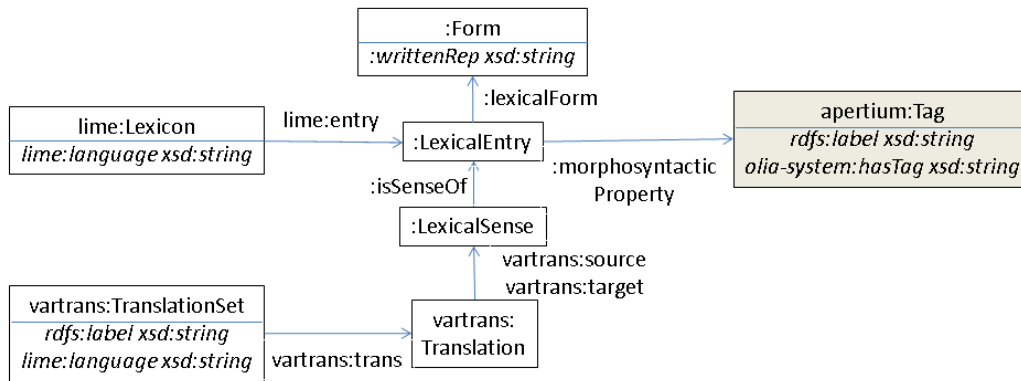 :Form
:writtenRep xsd:string
:lexicalForm
lime:Lexicon
lime:language xsd:string
lime:entry
:LexicalEntry
:morphosyntactic
Property
apertium:Tag
rdfs:label xsd:string
olia-system:hasTag xsd:string
:isSenseOf
:LexicalSense
vartrans:source
vartrans:target
vartrans:TranslationSet
rdfs:label xsd:string
lime:language xsd:string
vartrans:trans
vartrans:
Translation